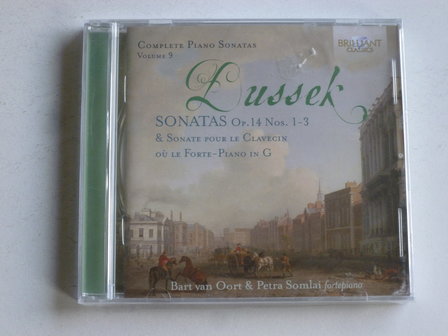 COMPLETE PIANO SONATAS
VOLUME 9
BRILLIANT
CLASSICS
Dussek
SONATAS OP.14 NOS. 1-3
& SONATE POUR LE CLAVECIN
OÙ LE FORTE-PIANO IN G
Bart van Oort & Petra Somlai fortepiano